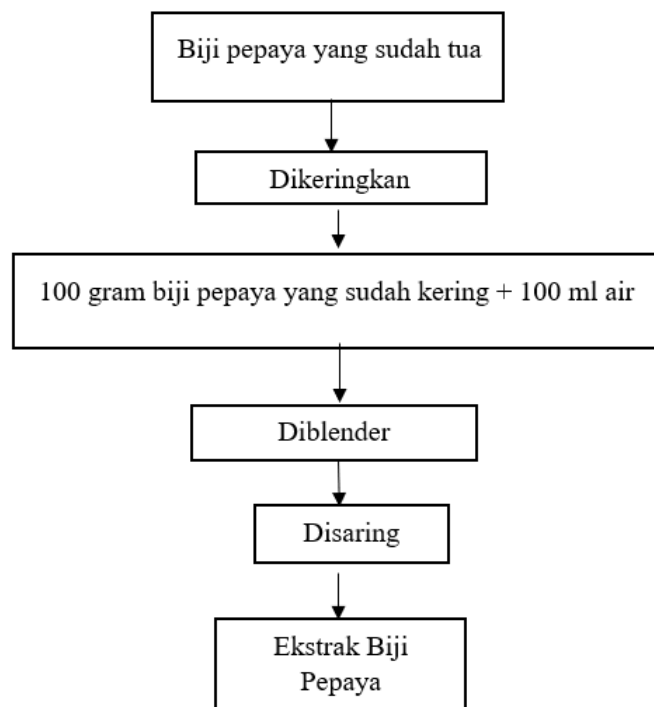 Biji pepaya yang sudah tua
Dikeringkan
100 gram biji pepaya yang sudah kering + 100 ml air
Diblender
Disaring
Ekstrak Biji
Pepaya